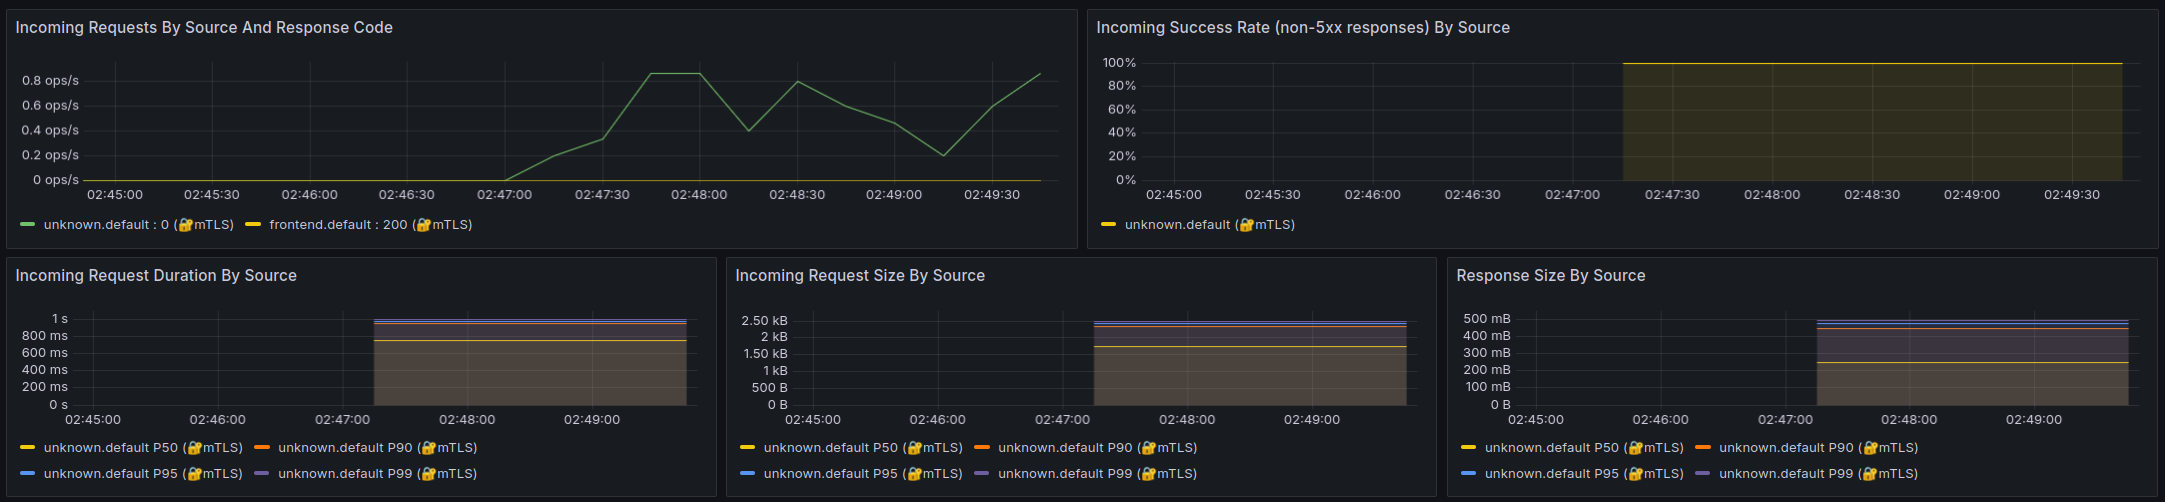 Incoming Requests By Source And Response Code
0.8 ops/s
0.6 ops/s
0.4 ops/s
0.2 ops/s
0 ops/s
02:45:00 02:45:30 02:46:00 02:46:30 02:47:00 02:47:30 02:48:00 02:48:30 02:49:00 02:49:30
unknown.default : 0 (🔐mTLS) frontend.default : 200 (🔐mTLS)
Incoming Success Rate (non-5xx responses) By Source
100%
80%
60%
40%
20%
0%
02:45:00 02:45:30 02:46:00 02:46:30 02:47:00 02:47:30 02:48:00 02:48:30 02:49:00 02:49:30
unknown.default (🔐mTLS)
Incoming Request Duration By Source
1 s
800 ms
600 ms
400 ms
200 ms
0 s
02:45:00 02:46:00 02:47:00 02:48:00 02:49:00
unknown.default P50 (🔐mTLS) unknown.default P90 (🔐mTLS)
unknown.default P95 (🔐mTLS) unknown.default P99 (🔐mTLS)
Incoming Request Size By Source
2.50 kB
2 kB
1.50 kB
1 kB
500 B
0 B
02:45:00 02:46:00 02:47:00 02:48:00 02:49:00
unknown.default P50 (🔐mTLS) unknown.default P90 (🔐mTLS)
unknown.default P95 (🔐mTLS) unknown.default P99 (🔐mTLS)
Response Size By Source
500 mB
400 mB
300 mB
200 mB
100 mB
0 B
02:45:00 02:46:00 02:47:00 02:48:00 02:49:00
unknown.default P50 (🔐mTLS) unknown.default P90 (🔐mTLS)
unknown.default P95 (🔐mTLS) unknown.default P99 (🔐mTLS)